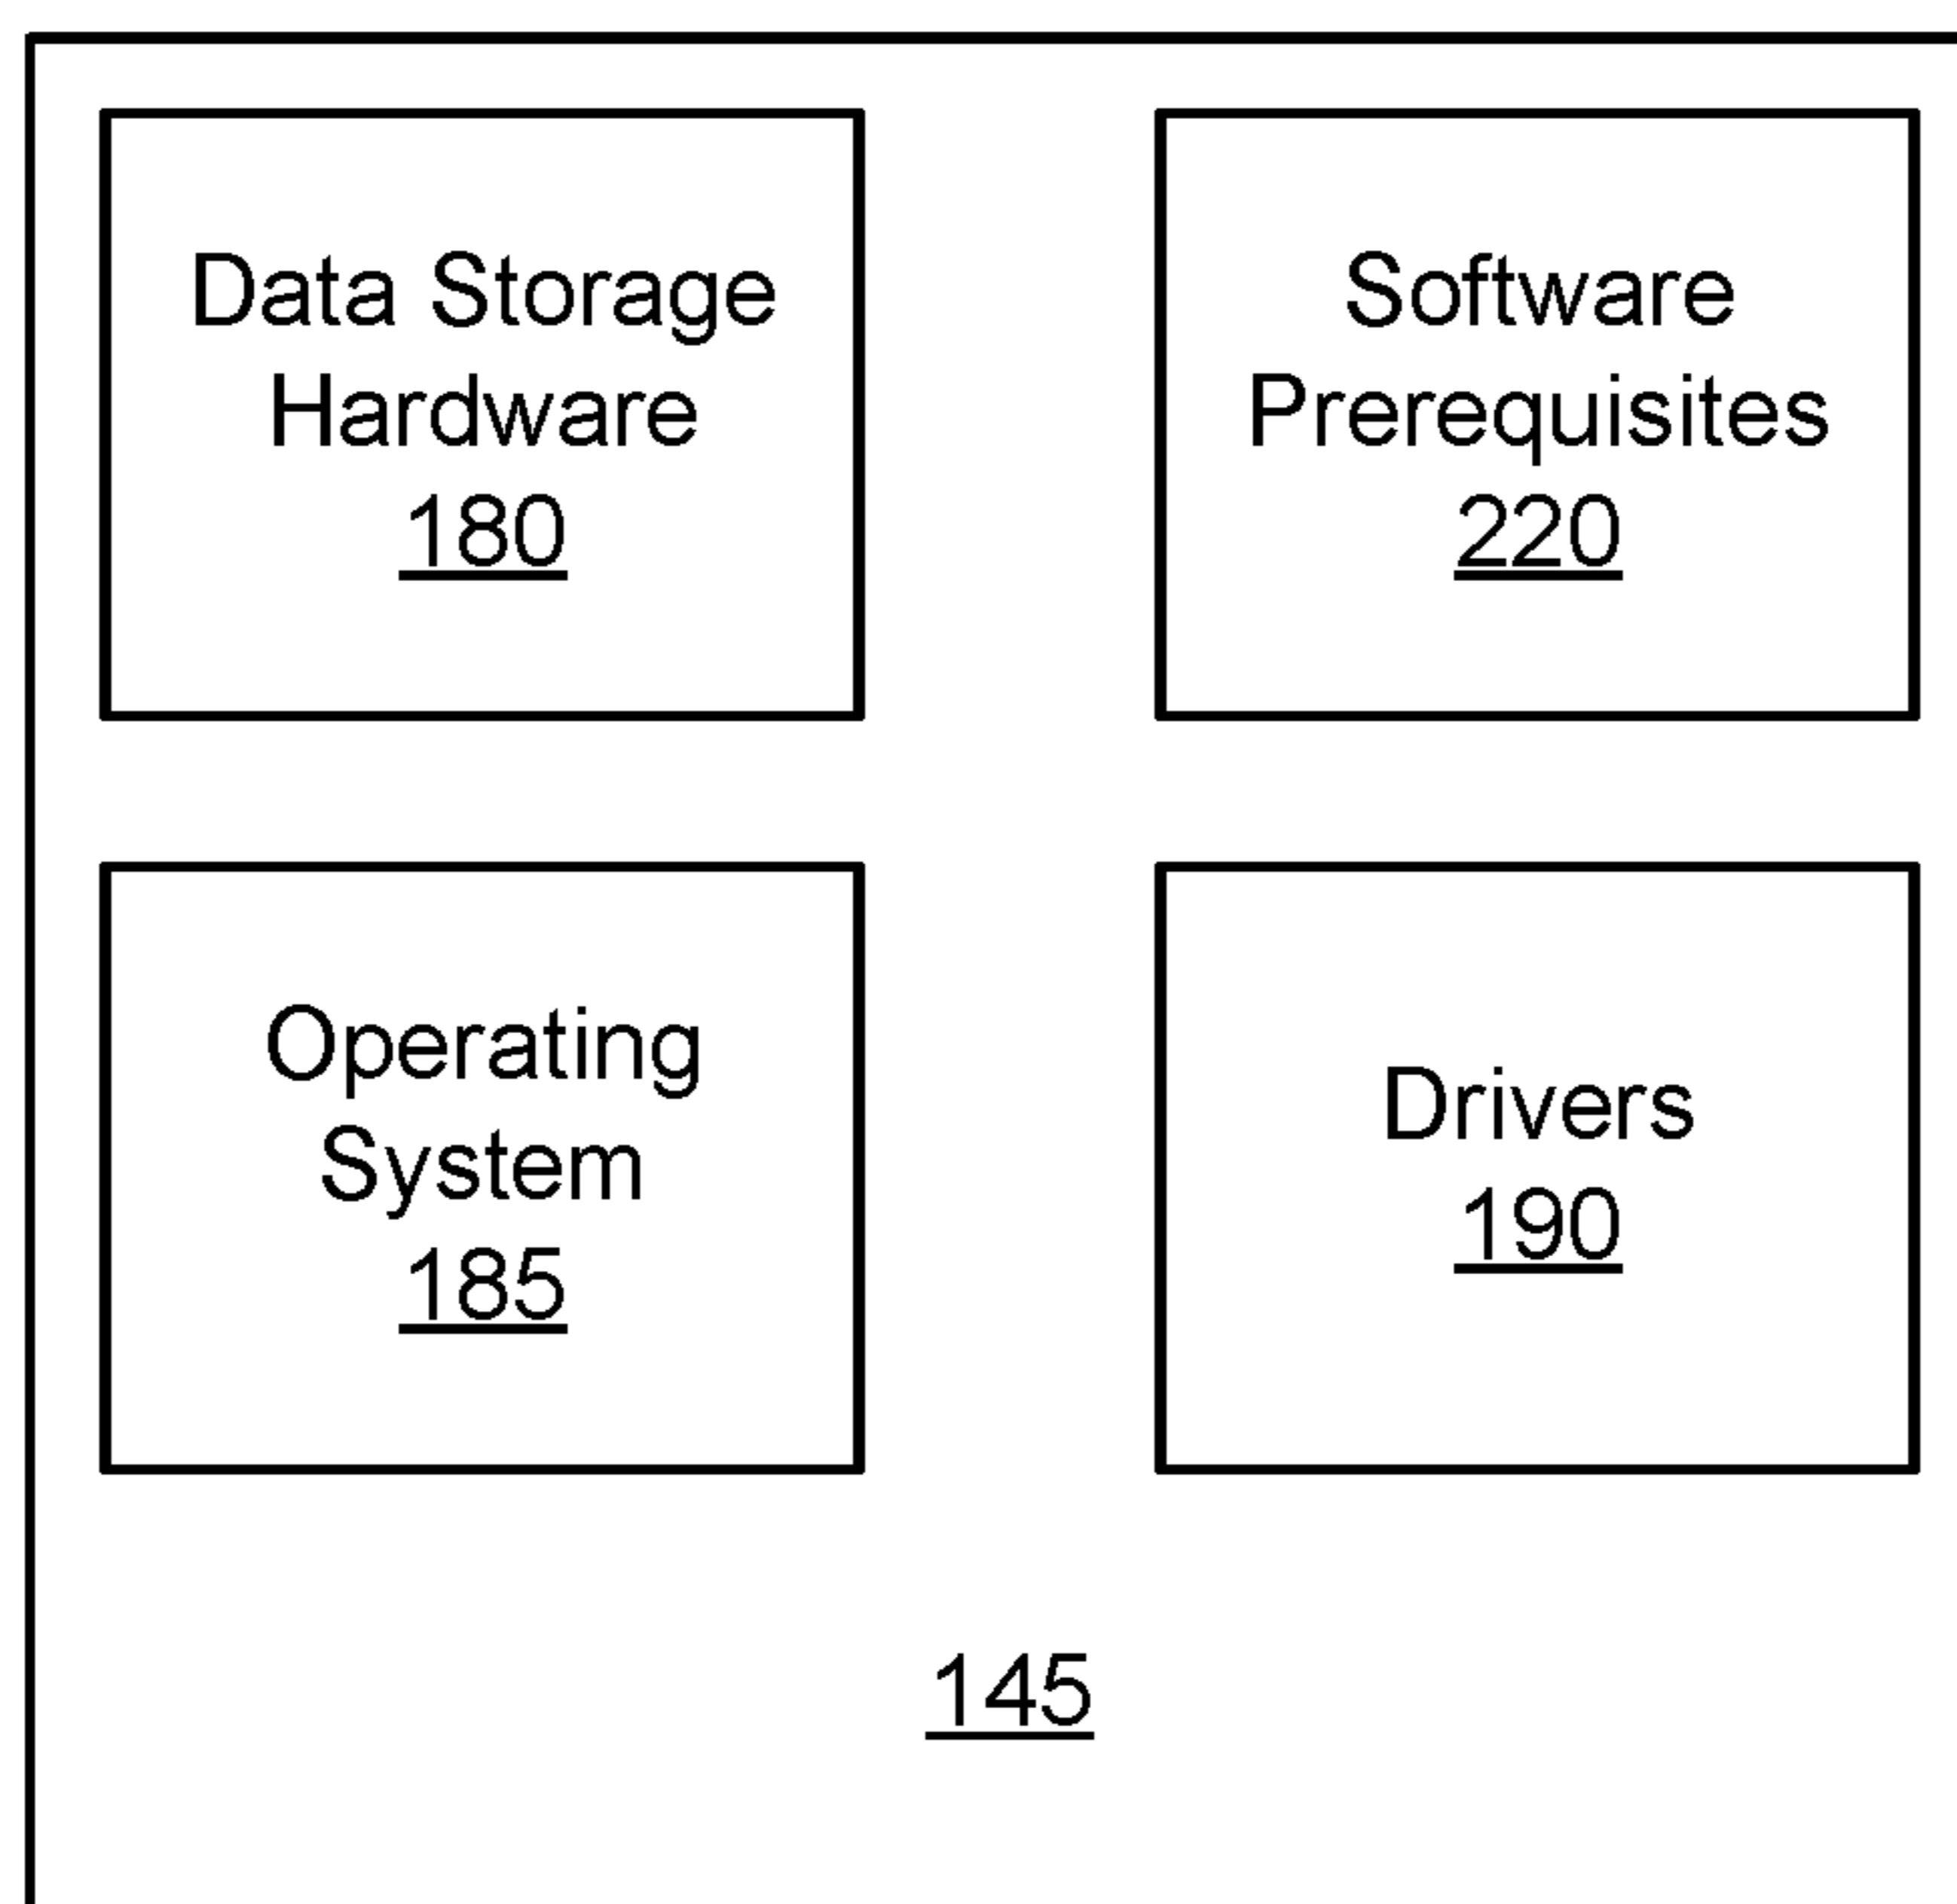 Data Storage
Hardware
180
Software
Prerequisites
220
Operating
System
185
Drivers
190
145